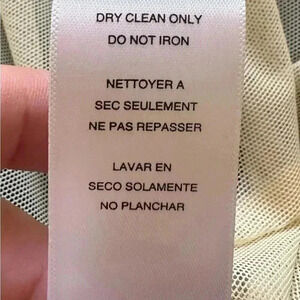 DRY CLEAN ONLY
DO NOT IRON
NETTOYER A
SEC SEULEMENT
NE PAS REPASSER
LAVAR EN
SECO SOLAMENTE
NO PLANCHAR